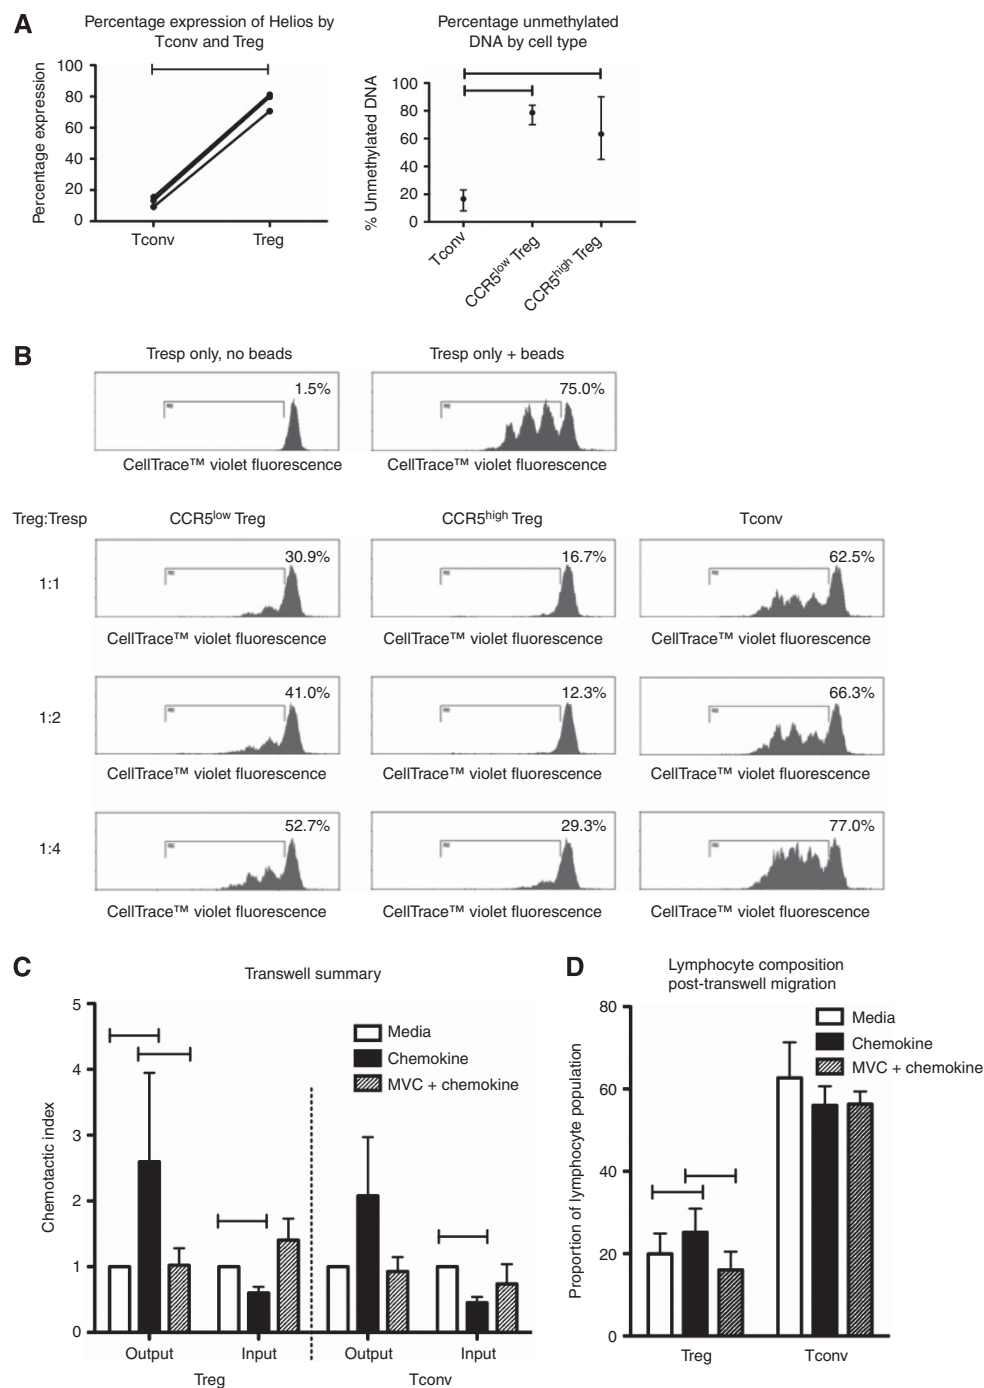 A
Percentage expression of Helios by
Tconv and Treg
Percentage expression
100
80
60
40
20
0
Tconv
Treg
Percentage unmethylated
DNA by cell type
% Unmethylated DNA
100
80
60
40
20
0
Tconv
CCR5low Treg
CCR5high Treg
B
Tresp only, no beads
Tresp only + beads
1.5%
75.0%
CellTrace™ violet fluorescence
CellTrace™ violet fluorescence
Treg:Tresp
CCR5low Treg
CCR5high Treg
Tconv
1:1
30.9%
16.7%
62.5%
CellTrace™ violet fluorescence
CellTrace™ violet fluorescence
CellTrace™ violet fluorescence
1:2
41.0%
12.3%
66.3%
CellTrace™ violet fluorescence
CellTrace™ violet fluorescence
CellTrace™ violet fluorescence
1:4
52.7%
29.3%
77.0%
CellTrace™ violet fluorescence
CellTrace™ violet fluorescence
CellTrace™ violet fluorescence
C
Transwell summary
Chemotactic index
5
4
3
2
1
0
Media
Chemokine
MVC + chemokine
Output
Input
Output
Input
Treg
Tconv
D
Lymphocyte composition
post-transwell migration
Proportion of lymphocyte population
80
60
40
20
0
Media
Chemokine
MVC + chemokine
Treg
Tconv